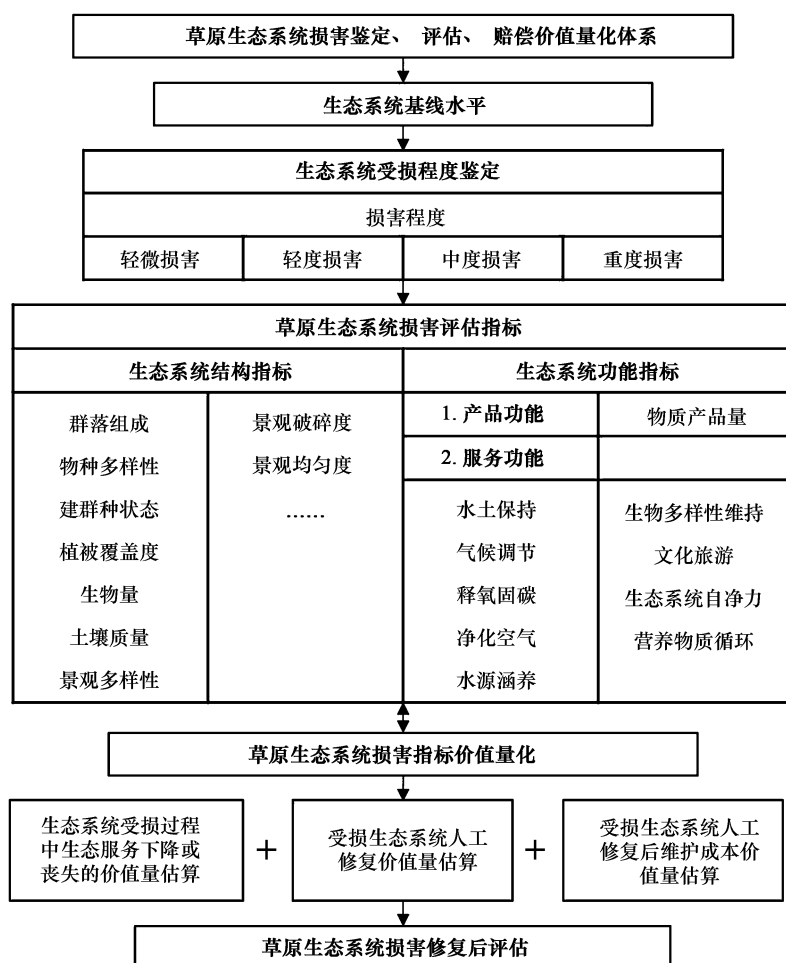 草原生态系统损害鉴定、 评估、 赔偿价值量化体系
生态系统基线水平
生态系统受损程度鉴定
损害程度
轻微损害
轻度损害
中度损害
重度损害
草原生态系统损害评估指标
生态系统结构指标
生态系统功能指标
群落组成
物种多样性
建群种状态
植被覆盖度
生物量
土壤质量
景观多样性
景观破碎度
景观均匀度
……
1. 产品功能
物质产品量
2. 服务功能
水土保持
气候调节
释氧固碳
净化空气
水源涵养
生物多样性维持
文化旅游
生态系统自净力
营养物质循环
草原生态系统损害指标价值量化
生态系统受损过程
中生态服务下降或
丧失的价值量估算
+
受损生态系统人工
修复价值量估算
+
受损生态系统人工
修复后维护成本价
值量估算
草原生态系统损害修复后评估